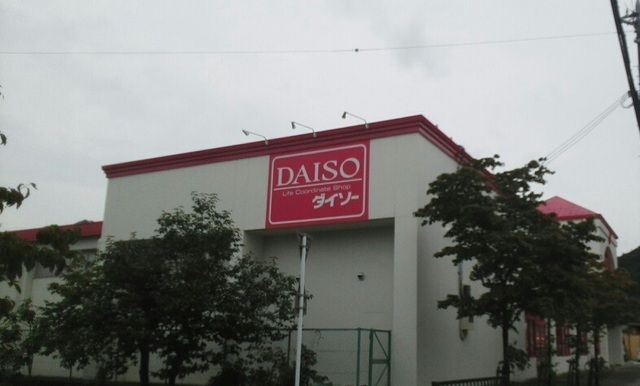 DAISO
Life Coordinate Shop
ダイソー